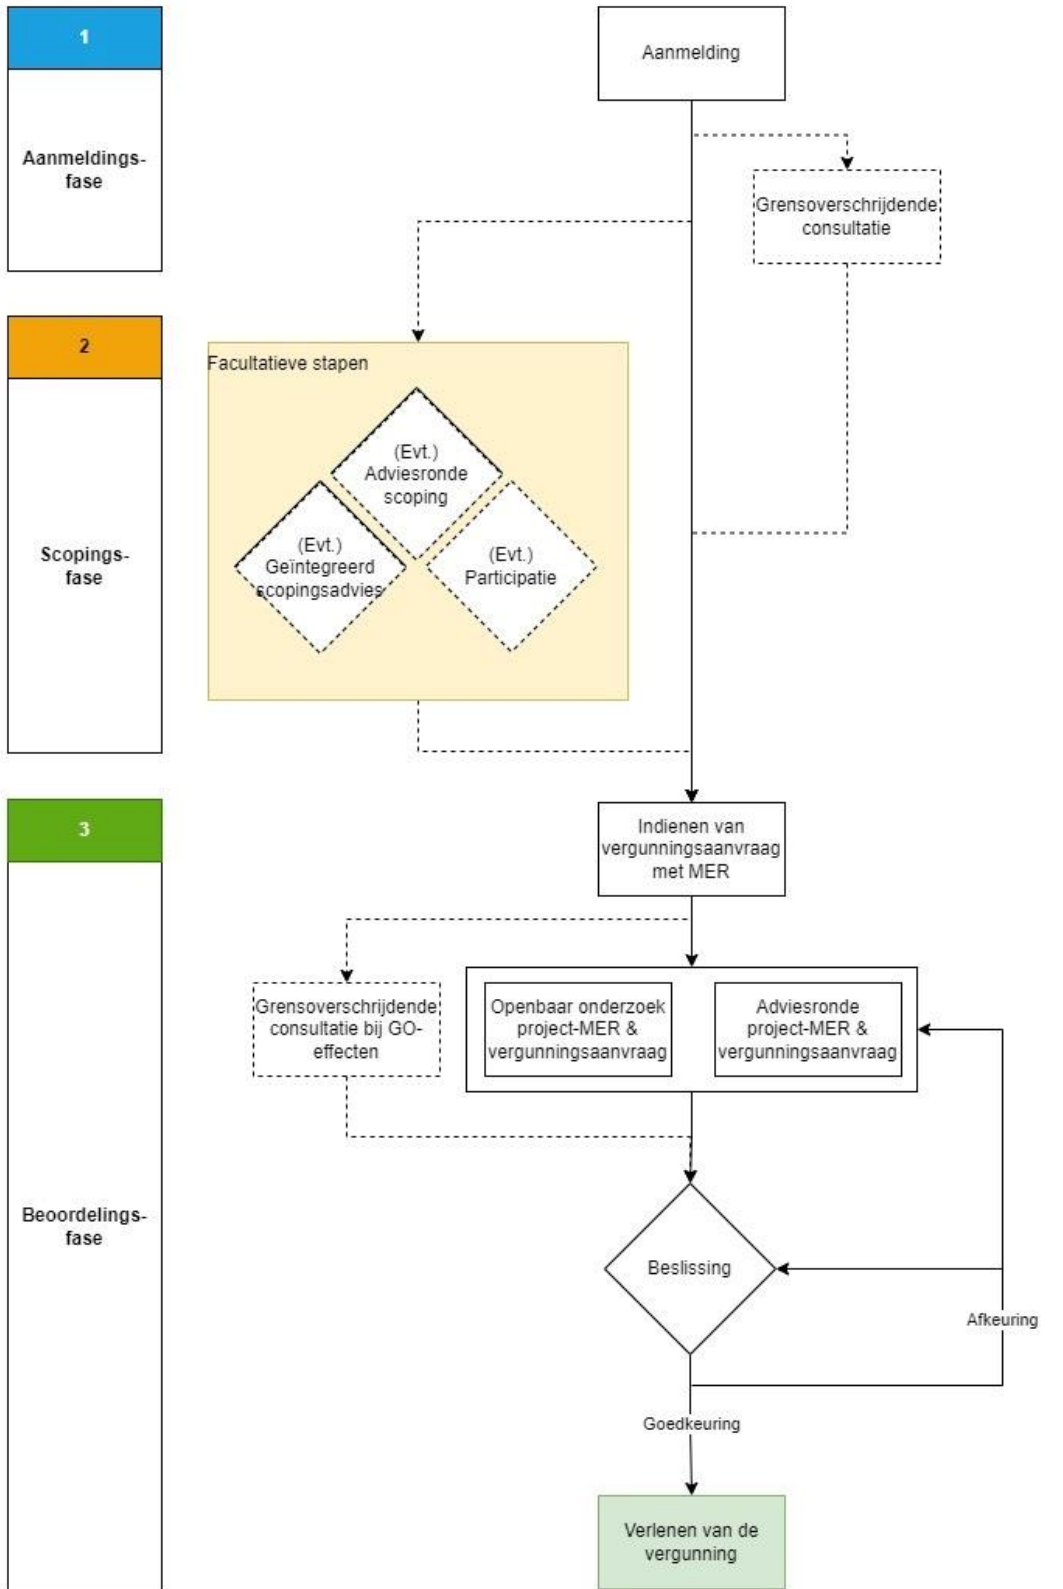 1
Aanmeldings-
fase
Aanmelding
Grensoverschrijdende
consultatie
2
Scopings-
fase
Facultatieve stapen
(Evt.)
Adviesronde
scoping
(Evt.)
Geïntegreerd
scopingsadvies
(Evt.)
Participatie
3
Beoordelings-
fase
Indienen van
vergunningsaanvraag
met MER
Grensoverschrijdende
consultatie bij GO-
effecten
Openbaar onderzoek
project-MER &
vergunningsaanvraag
Adviesronde
project-MER &
vergunningsaanvraag
Beslissing
Afkeuring
Goedkeuring
Verlenen van de
vergunning